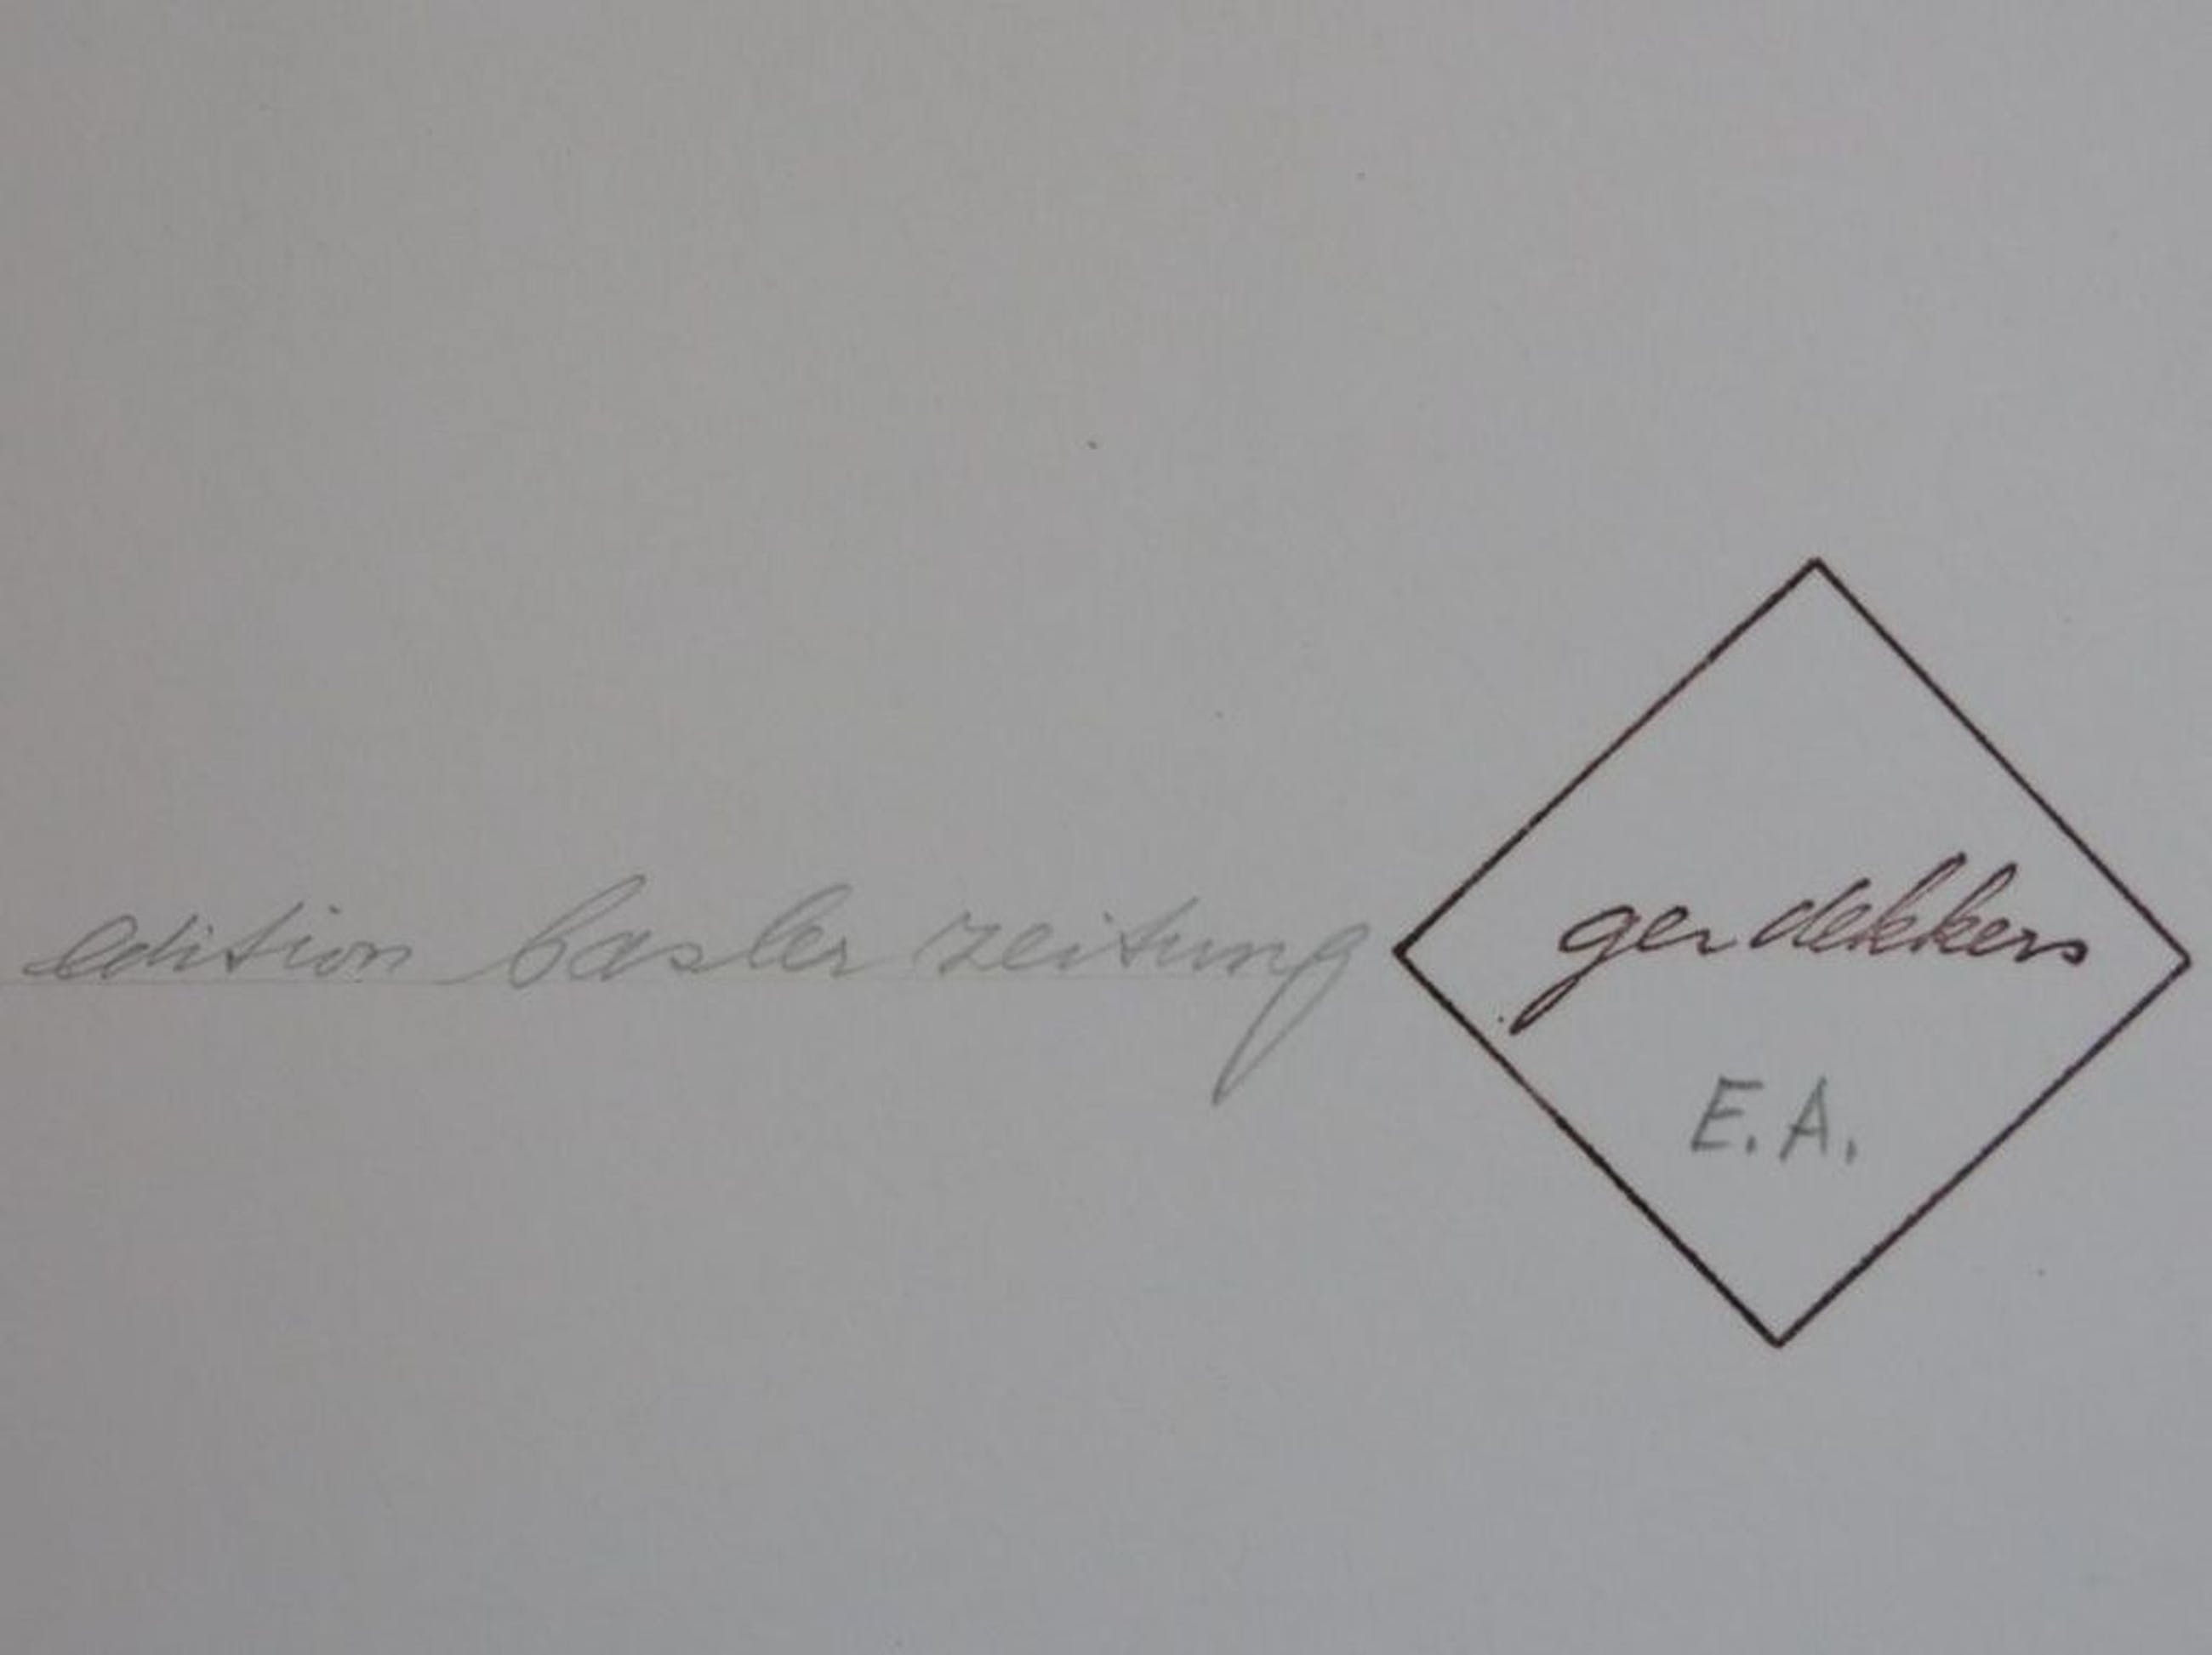 edition basler zeitung
ger dekkers
E.A.